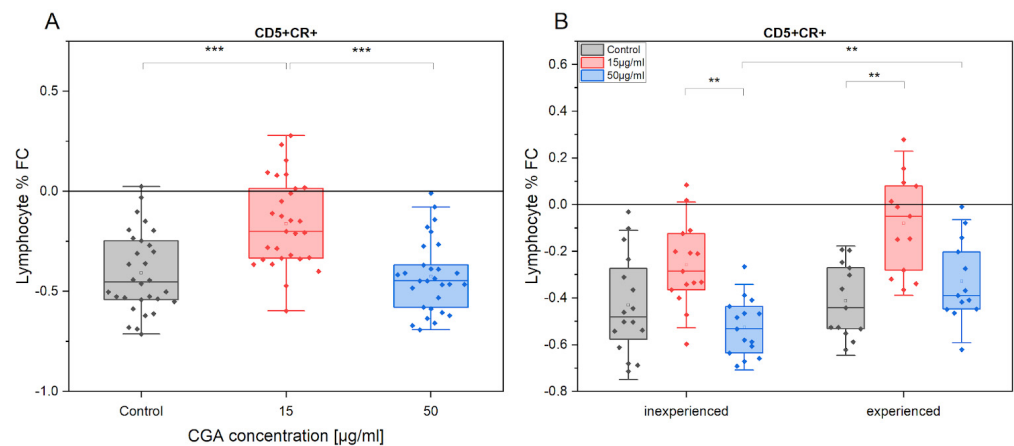 A
CD5+CR+
***
***
Lymphocyte % FC
0.5
0.0
-0.5
-1.0
Control
15
50
CGA concentration [µg/ml]
B
CD5+CR+
Control
15µg/ml
50µg/ml
**
**
**
Lymphocyte % FC
0.6
0.4
0.2
0.0
-0.2
-0.4
-0.6
-0.8
inexperienced
experienced